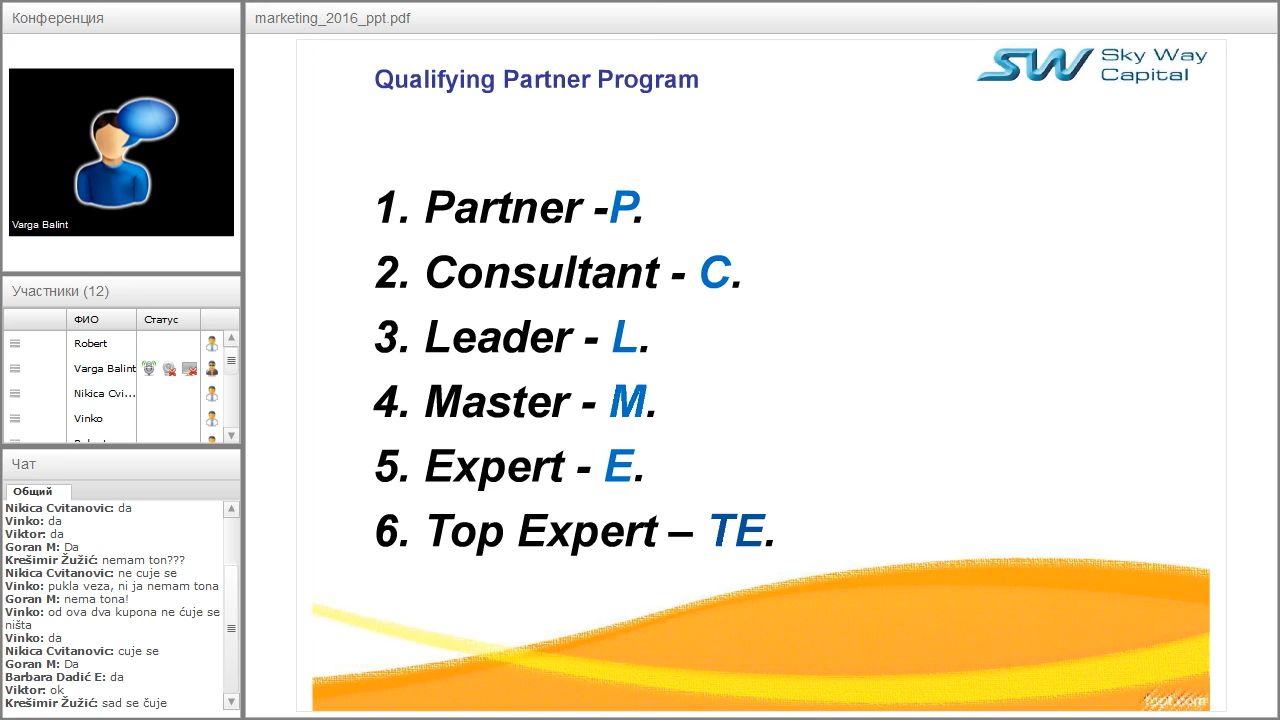 Конференция
Varga Balint
Участники (12)
ФИО
Статус
Robert
Varga Balint
Nikica Cvi...
Vinko
Чат
Общий
Nikica Cvitanovic: da
Vinko: da
Viktor: da
Goran M: Da
Krešimir Žužić: nemam ton???
Nikica Cvitanovic: ne cuje se
Vinko: pukla veza, ni ja nemam tona
Goran M: nema tona!
Vinko: od ova dva kupona ne ćuje se
ništa
Vinko: da
Nikica Cvitanovic: cuje se
Goran M: Da
Barbara Dadić E: da
Viktor: ok
Krešimir Žužić: sad se čuje
marketing_2016_ppt.pdf
Qualifying Partner Program
SW Sky Way
Capital
1. Partner -P.
2. Consultant - C.
3. Leader - L.
4. Master - M.
5. Expert - E.
6. Top Expert – TE.
fppt.com